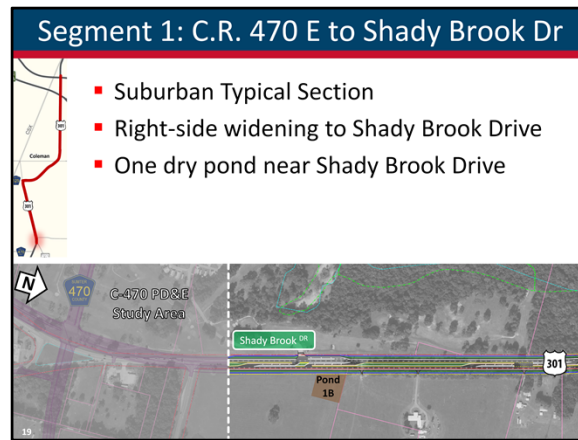 Segment 1: C.R. 470 E to Shady Brook Dr
Suburban Typical Section
Right-side widening to Shady Brook Drive
One dry pond near Shady Brook Drive
301
Coleman
301
N
470
C-470 PD&E
Study Area
Shady Brook DR
301
Pond
1B
19